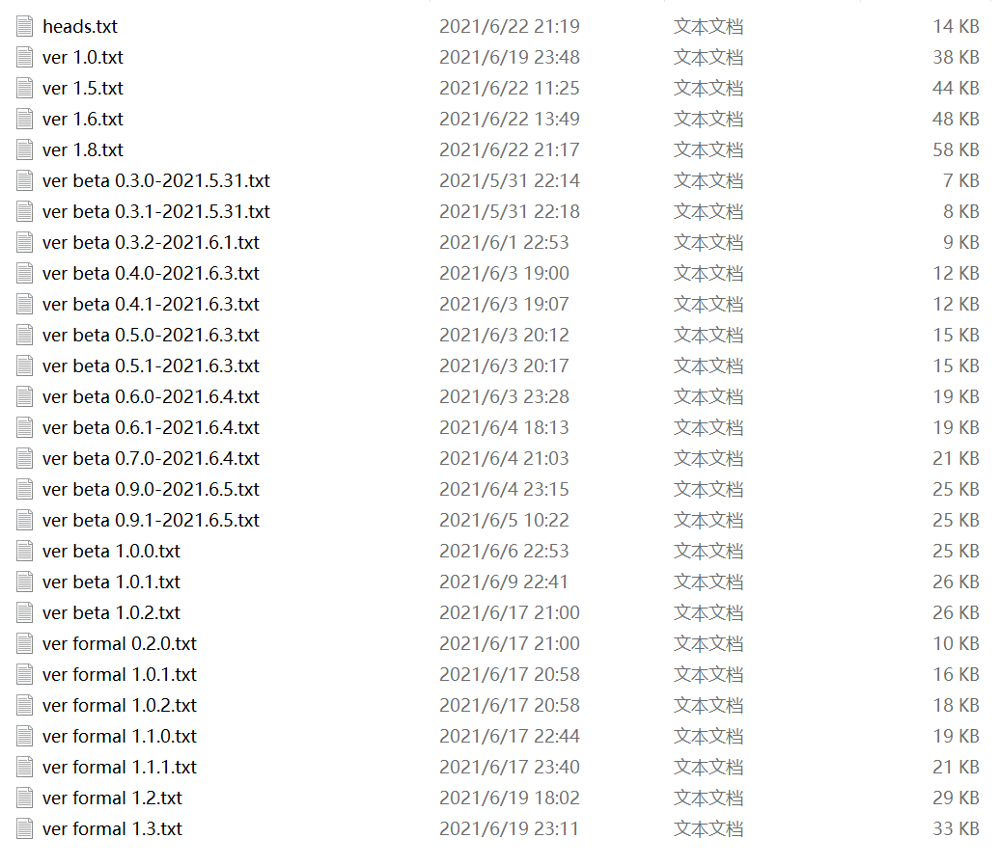 heads.txt 2021/6/22 21:19 文本文档 14 KB
ver 1.0.txt 2021/6/19 23:48 文本文档 38 KB
ver 1.5.txt 2021/6/22 11:25 文本文档 44 KB
ver 1.6.txt 2021/6/22 13:49 文本文档 48 KB
ver 1.8.txt 2021/6/22 21:17 文本文档 58 KB
ver beta 0.3.0-2021.5.31.txt 2021/5/31 22:14 文本文档 7 KB
ver beta 0.3.1-2021.5.31.txt 2021/5/31 22:18 文本文档 8 KB
ver beta 0.3.2-2021.6.1.txt 2021/6/1 22:53 文本文档 9 KB
ver beta 0.4.0-2021.6.3.txt 2021/6/3 19:00 文本文档 12 KB
ver beta 0.4.1-2021.6.3.txt 2021/6/3 19:07 文本文档 12 KB
ver beta 0.5.0-2021.6.3.txt 2021/6/3 20:12 文本文档 15 KB
ver beta 0.5.1-2021.6.3.txt 2021/6/3 20:17 文本文档 15 KB
ver beta 0.6.0-2021.6.4.txt 2021/6/3 23:28 文本文档 19 KB
ver beta 0.6.1-2021.6.4.txt 2021/6/4 18:13 文本文档 19 KB
ver beta 0.7.0-2021.6.4.txt 2021/6/4 21:03 文本文档 21 KB
ver beta 0.9.0-2021.6.5.txt 2021/6/4 23:15 文本文档 25 KB
ver beta 0.9.1-2021.6.5.txt 2021/6/5 10:22 文本文档 25 KB
ver beta 1.0.0.txt 2021/6/6 22:53 文本文档 25 KB
ver beta 1.0.1.txt 2021/6/9 22:41 文本文档 26 KB
ver beta 1.0.2.txt 2021/6/17 21:00 文本文档 26 KB
ver formal 0.2.0.txt 2021/6/17 21:00 文本文档 10 KB
ver formal 1.0.1.txt 2021/6/17 20:58 文本文档 16 KB
ver formal 1.0.2.txt 2021/6/17 20:58 文本文档 18 KB
ver formal 1.1.0.txt 2021/6/17 22:44 文本文档 19 KB
ver formal 1.1.1.txt 2021/6/17 23:40 文本文档 21 KB
ver formal 1.2.txt 2021/6/19 18:02 文本文档 29 KB
ver formal 1.3.txt 2021/6/19 23:11 文本文档 33 KB